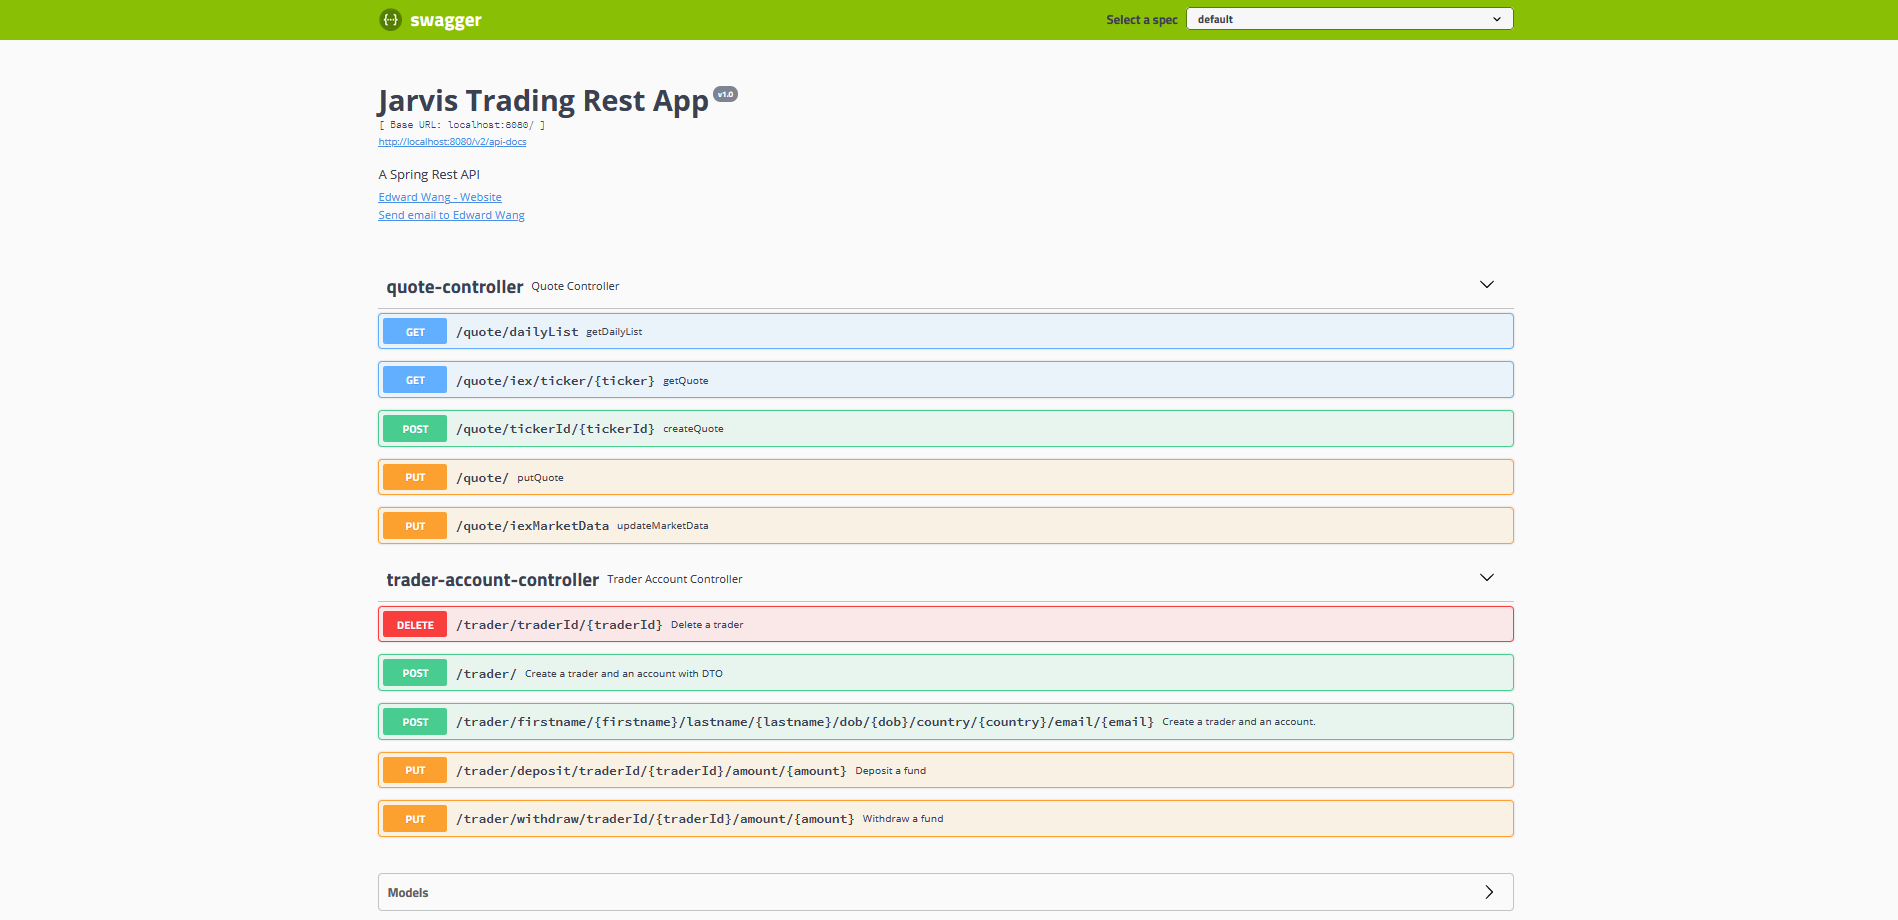 swagger
Select a spec default
Jarvis Trading Rest App v1.0
[ Base URL: localhost:8080/ ]
http://localhost:8080/v2/api-docs
A Spring Rest API
Edward Wang - Website
Send email to Edward Wang
quote-controller Quote Controller
GET /quote/dailyList getDailyList
GET /quote/iex/ticker/{ticker} getQuote
POST /quote/tickerId/{tickerId} createQuote
PUT /quote/ putQuote
PUT /quote/iexMarketData updateMarketData
trader-account-controller Trader Account Controller
DELETE /trader/traderId/{traderId} Delete a trader
POST /trader/ Create a trader and an account with DTO
POST /trader/firstname/{firstname}/lastname/{lastname}/dob/{dob}/country/{country}/email/{email} Create a trader and an account.
PUT /trader/deposit/traderId/{traderId}/amount/{amount} Deposit a fund
PUT /trader/withdraw/traderId/{traderId}/amount/{amount} Withdraw a fund
Models